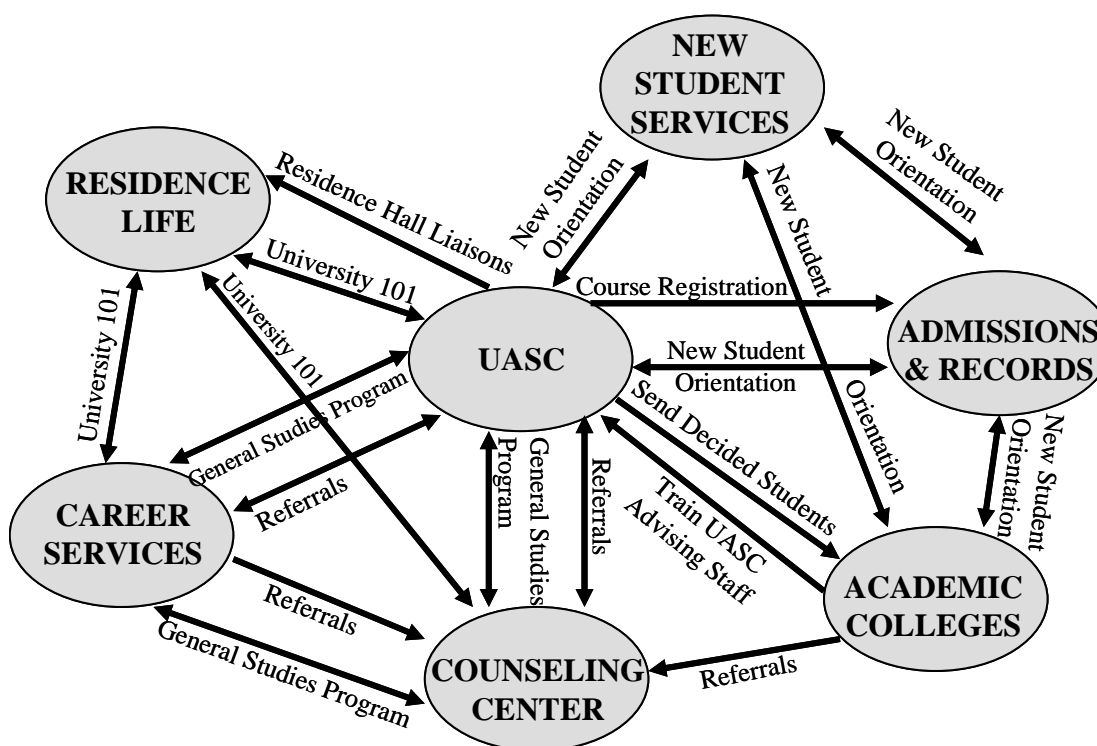 NEW
STUDENT
SERVICES
New Student
Orientation
New Student
Orientation
New Student
Orientation
RESIDENCE
LIFE
Residence Hall Liaisons
University 101
University 101
University 101
Course Registration
UASC
New Student
Orientation
ADMISSIONS
& RECORDS
New Student
Orientation
General Studies Program
Referrals
General Studies
Program
Referrals
Send Decided Students
Train UASC
Advising Staff
CAREER
SERVICES
Referrals
General Studies Program
COUNSELING
CENTER
Referrals
ACADEMIC
COLLEGES